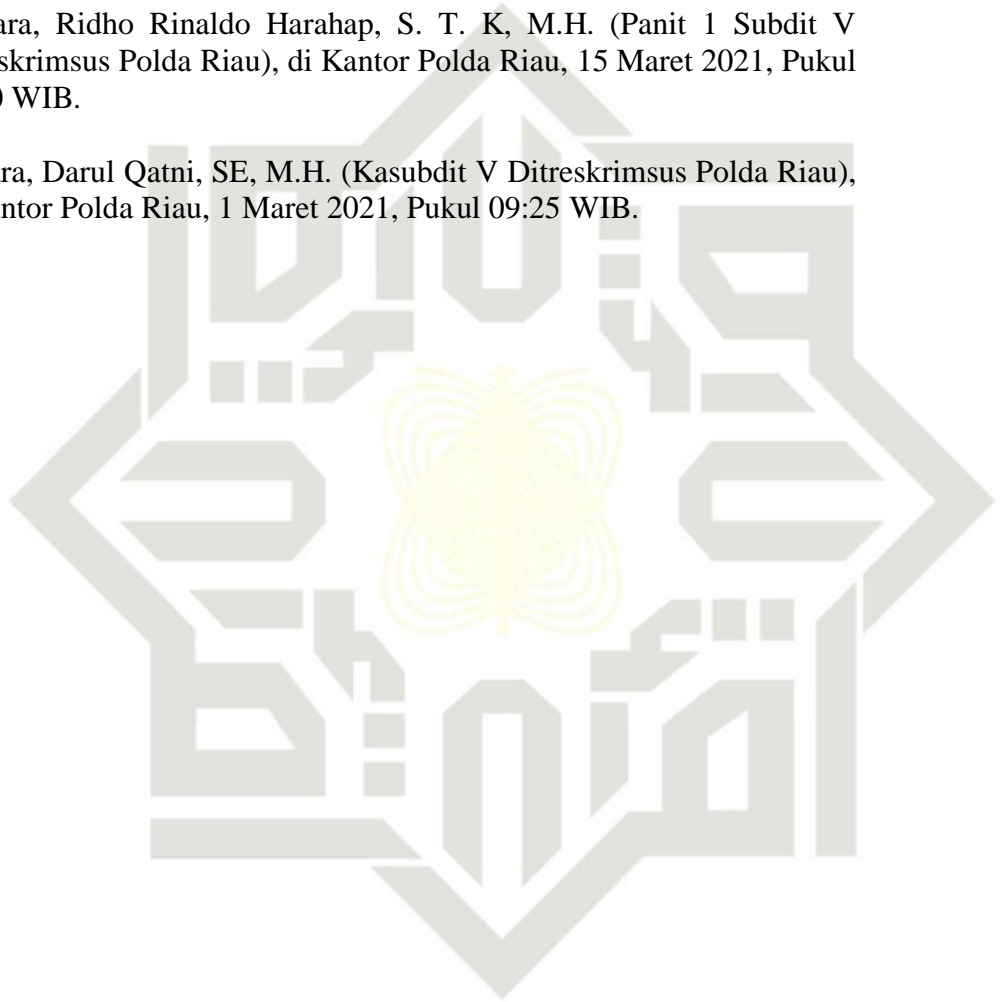 ara, Ridho Rinaldo Harahap, S. T. K, M.H. (Panit 1 Subdit V
skrimsus Polda Riau), di Kantor Polda Riau, 15 Maret 2021, Pukul
0 WIB.
ara, Darul Qatni, SE, M.H. (Kasubdit V Ditreskrimsus Polda Riau),
ntor Polda Riau, 1 Maret 2021, Pukul 09:25 WIB.